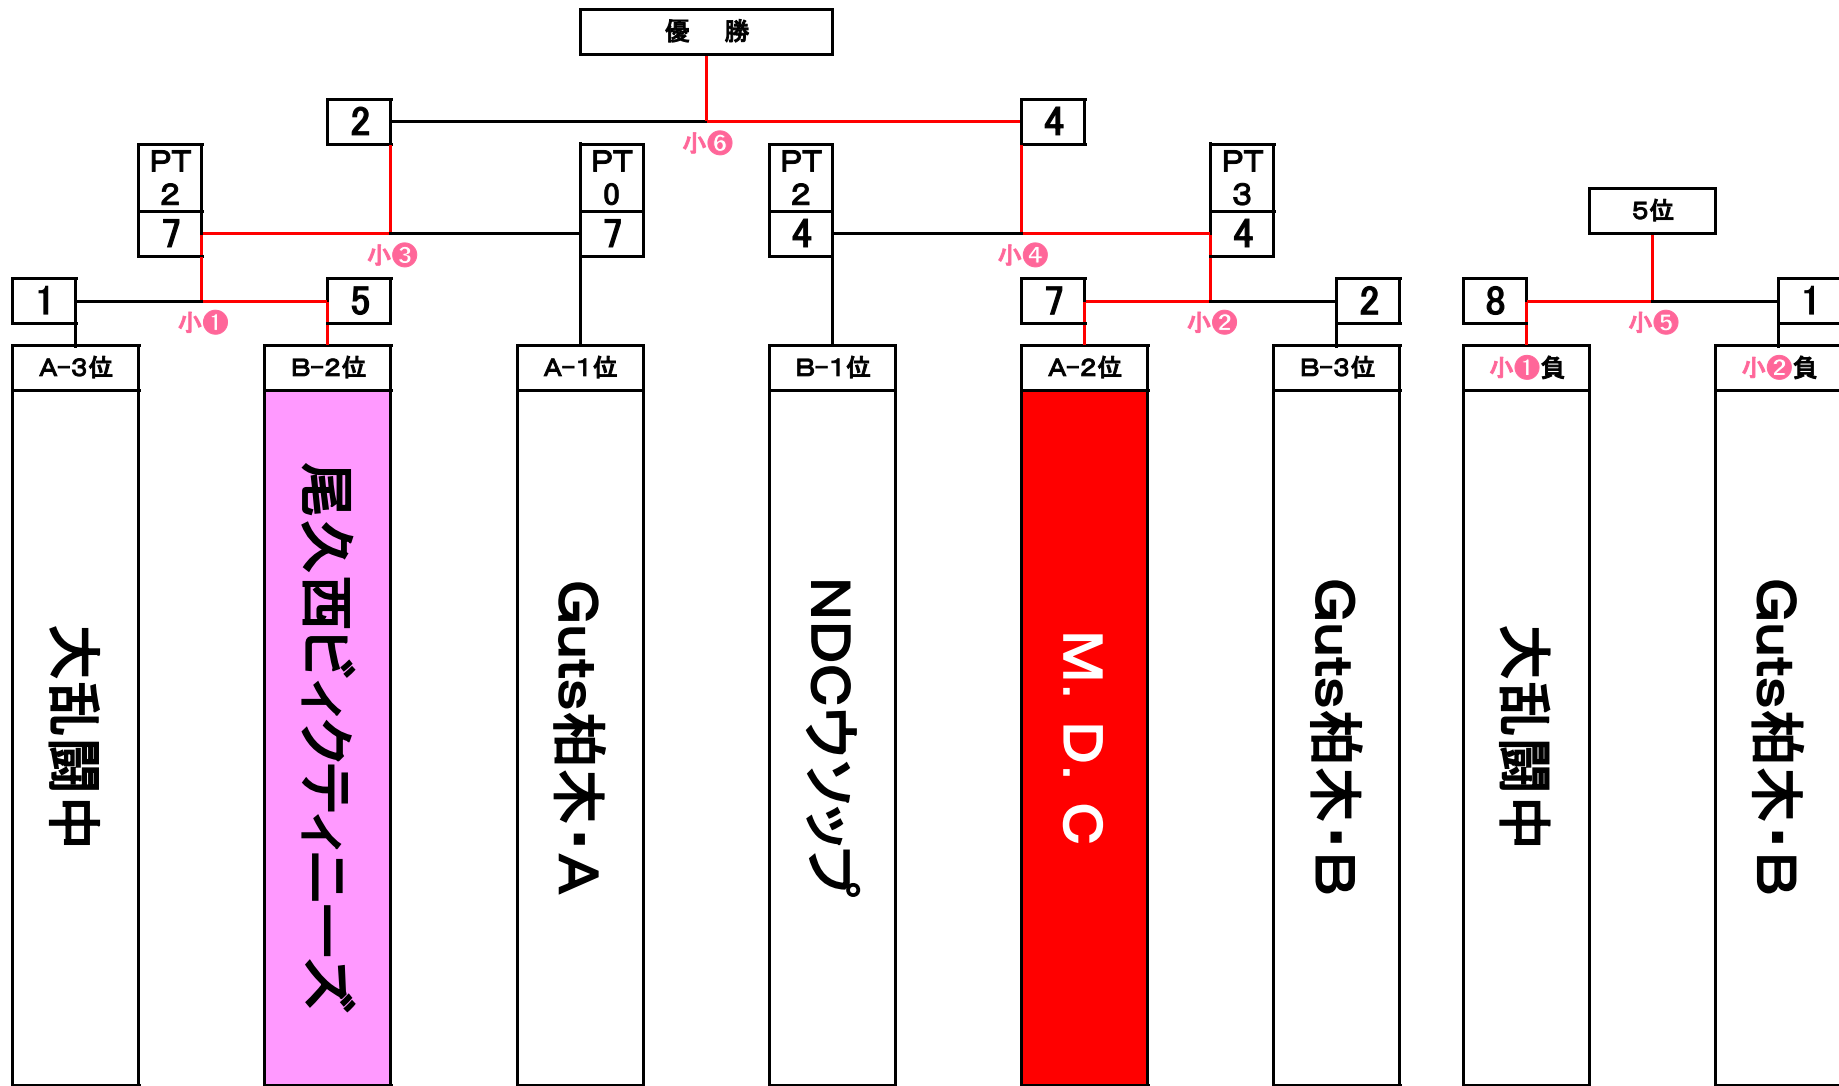 優　勝
2
4
小❻
PT
2
7
PT
0
7
PT
2
4
PT
3
4
5位
小❸
小❹
1
5
7
2
8
1
小❶
小❷
小❺
A-3位
B-2位
A-1位
B-1位
A-2位
B-3位
小❶負
小❷負
大乱闘中
尾久西ビィクティニーズ
Guts柏木・A
NDCウソップ
M．D．C
Guts柏木・B
大乱闘中
Guts柏木・B